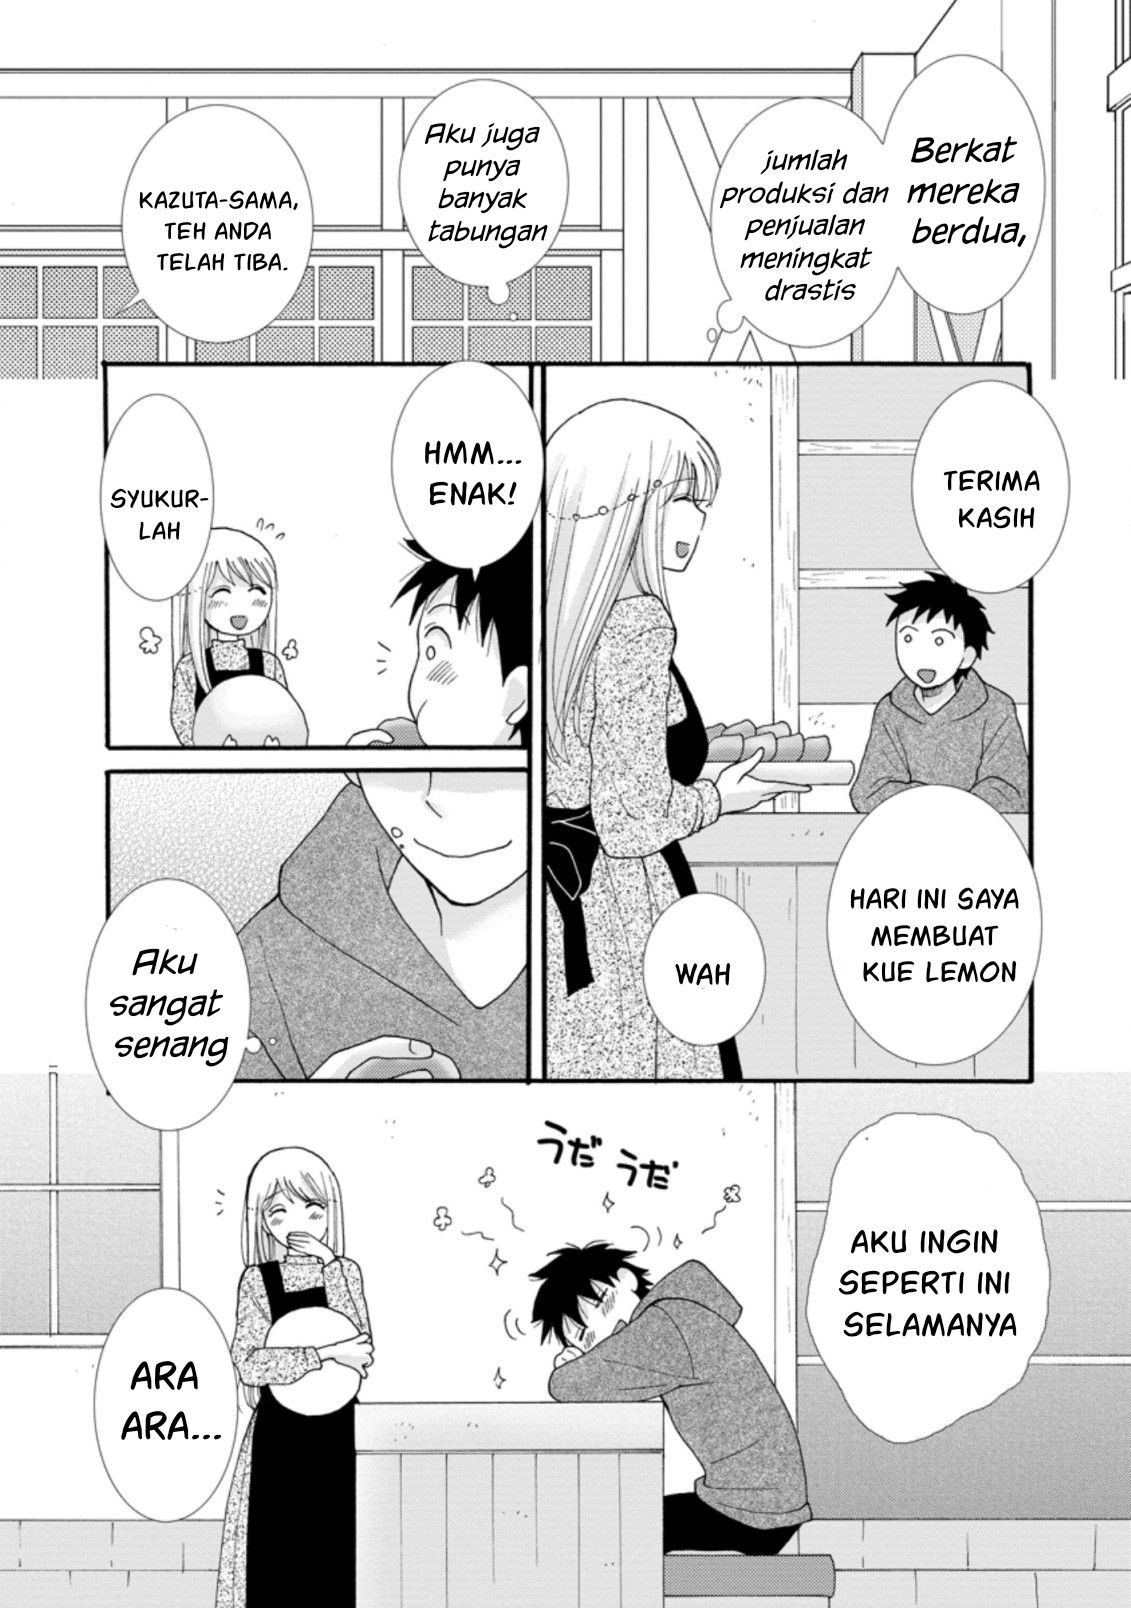 Berkat
mereka
berdua,
jumlah
produksi dan
penjualan
meningkat
drastis
Aku juga
punya
banyak
tabungan
KAZUTA-SAMA,
TEH ANDA
TELAH TIBA.
TERIMA
KASIH
HARI INI SAYA
MEMBUAT
KUE LEMON
WAH
HMM...
ENAK!
SYUKUR-
LAH
Aku
sangat
senang
AKU INGIN
SEPERTI INI
SELAMANYA
うだ うだ
ARA
ARA...